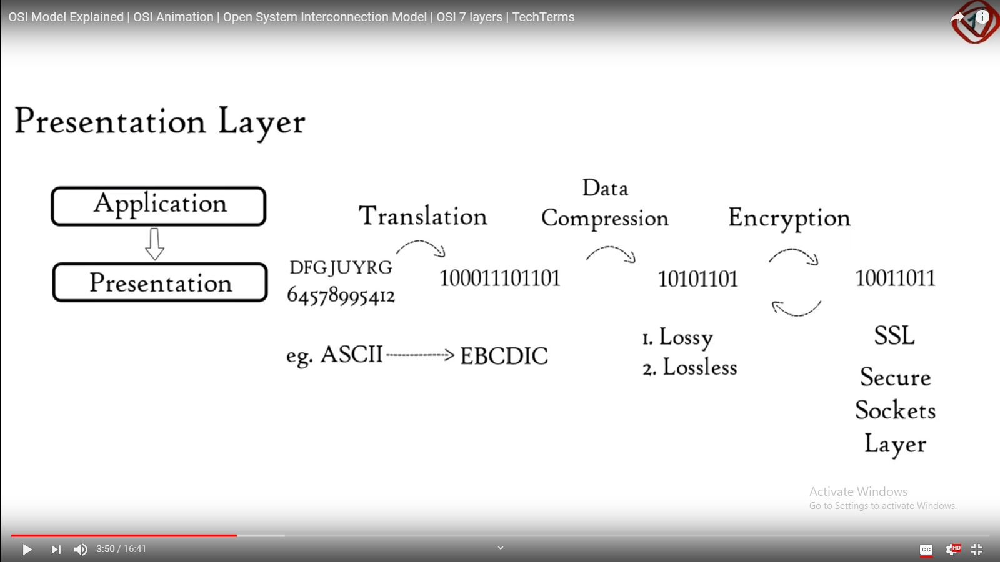 OSI Model Explained | OSI Animation | Open System Interconnection Model | OSI 7 layers | TechTerms
Presentation Layer
Application
Presentation
Translation
DFGJUYRG
64578995412
100011101101
eg. ASCII
EBCDIC
Data
Compression
10101101
1. Lossy
2. Lossless
Encryption
10011011
SSL
Secure
Sockets
Layer
Activate Windows
Go to Settings to activate Windows.
3:50 / 16:41
CC
HD